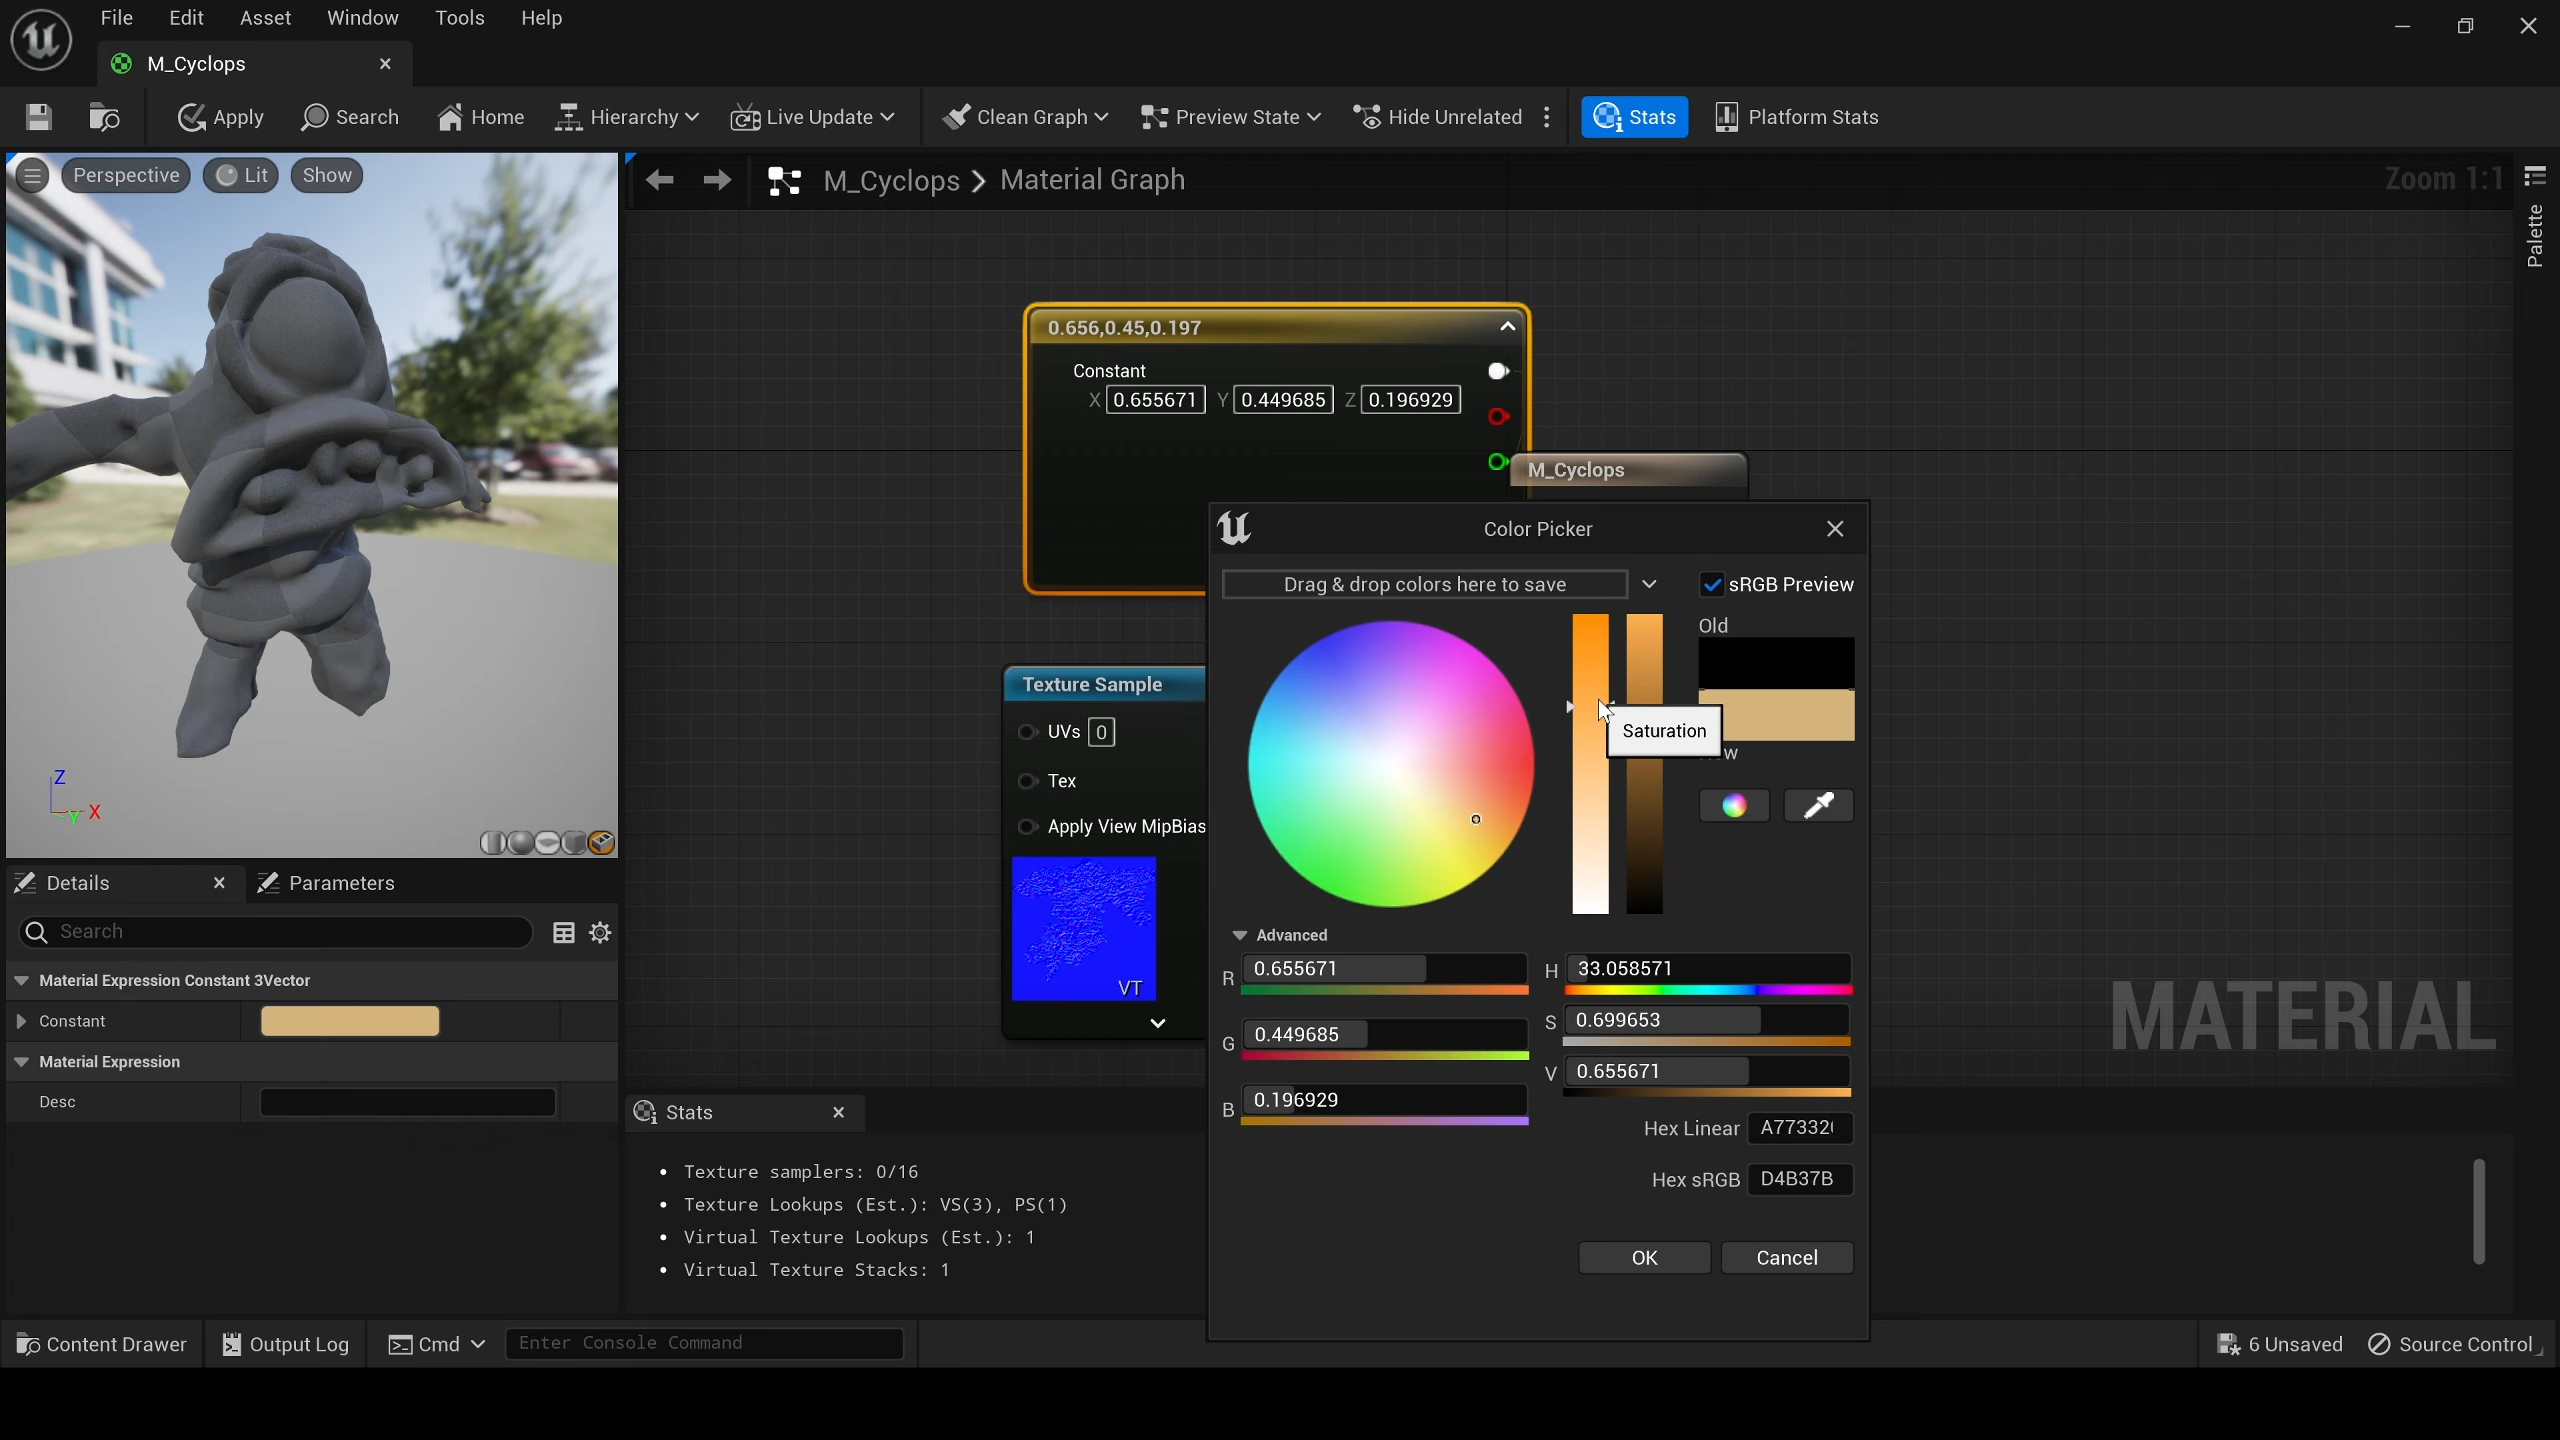 File Edit Asset Window Tools Help
M_Cyclops
Apply Search Home Hierarchy Live Update Clean Graph Preview State Hide Unrelated Stats Platform Stats
Perspective Lit Show
M_Cyclops > Material Graph
Zoom 1:1
Palette
0.656,0.45,0.197
Constant
X 0.655671 Y 0.449685 Z 0.196929
M_Cyclops
Color Picker
Drag & drop colors here to save
sRGB Preview
Old
Saturation
Texture Sample
UVs 0
Tex
Apply View MipBias
VT
Z
Y X
Advanced
R 0.655671
G 0.449685
B 0.196929
H 33.058571
S 0.699653
V 0.655671
Hex Linear A77332
Hex sRGB D4B37B
OK Cancel
MATERIAL
Details Parameters
Search
Material Expression Constant 3Vector
Constant
Material Expression
Desc
Stats
• Texture samplers: 0/16
• Texture Lookups (Est.): VS(3), PS(1)
• Virtual Texture Lookups (Est.): 1
• Virtual Texture Stacks: 1
Content Drawer Output Log Cmd Enter Console Command
6 Unsaved Source Control